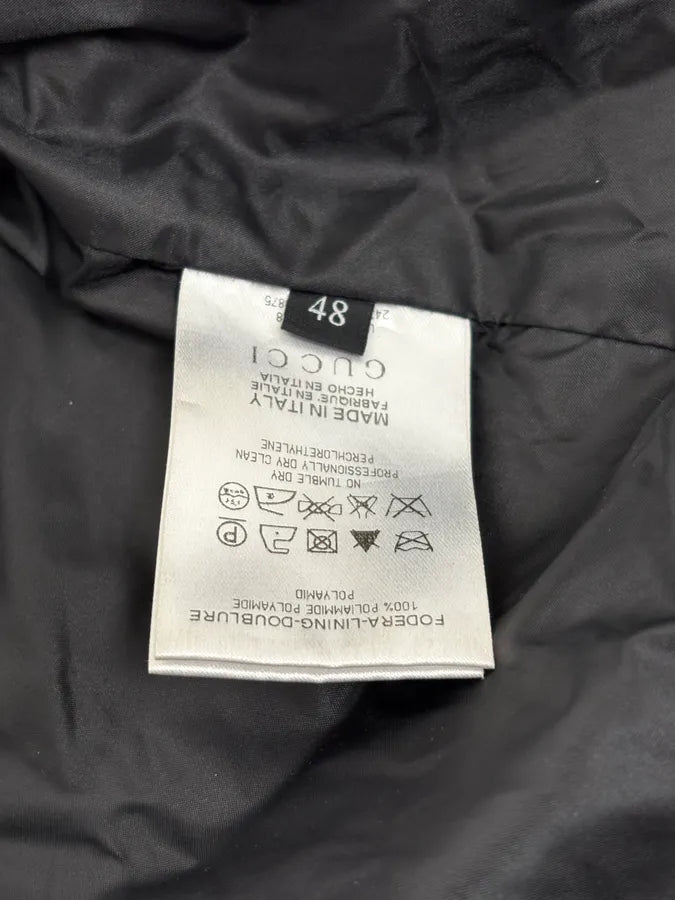 48
FODERA-LINING-DOUBLURE
100% POLIAMMIDE POLYAMIDE
POLYAMID
P
NO TUMBLE DRY
PROFESSIONALLY DRY CLEAN
PERCHLORETHYLENE
MADE IN ITALY
FABRIQUE' EN ITALIE
HECHO EN ITALIA
GUCCI